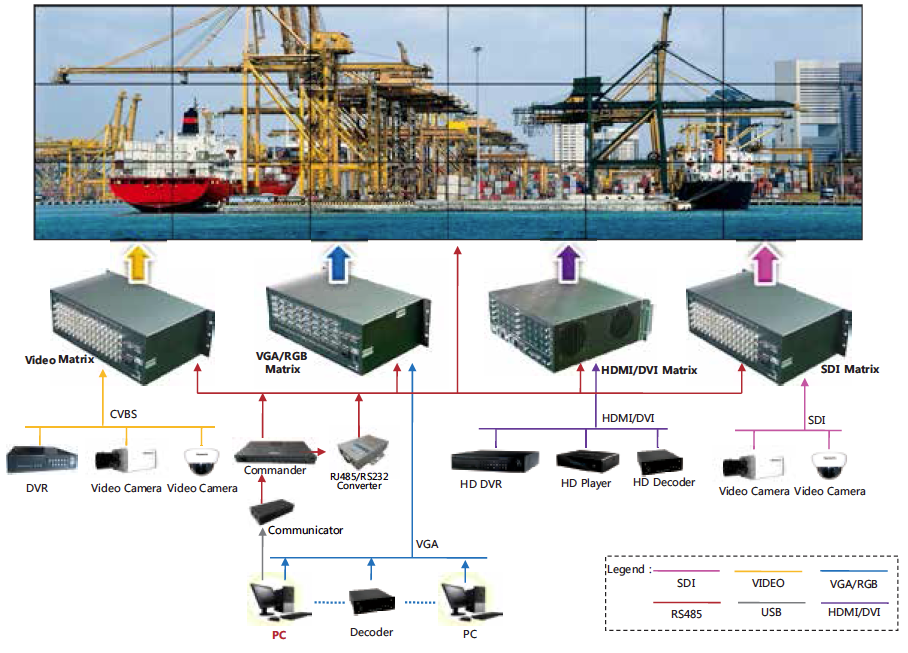 Video Matrix
VGA/RGB
Matrix
HDMI/DVI Matrix
SDI Matrix
CVBS
HDMI/DVI
SDI
DVR
Video Camera
Video Camera
Commander
RJ485/RS232
Converter
HD DVR
HD Player
HD Decoder
Video Camera
Video Camera
Communicator
VGA
PC
Decoder
PC
Legend :
SDI
VIDEO
VGA/RGB
RS485
USB
HDMI/DVI